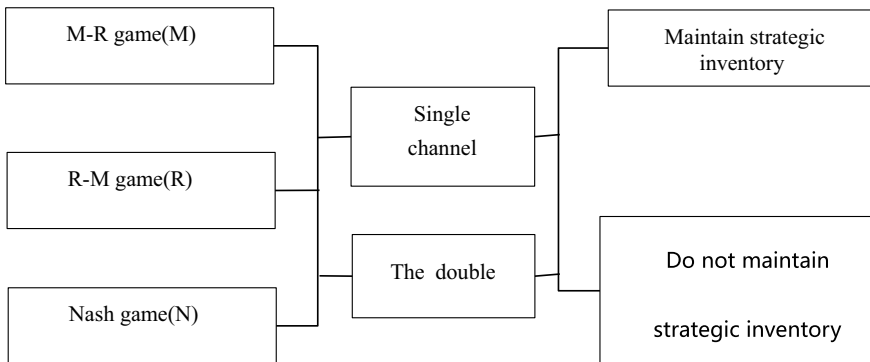 M-R game(M)
R-M game(R)
Nash game(N)
Single
channel
The double
Maintain strategic
inventory
Do not maintain
strategic inventory